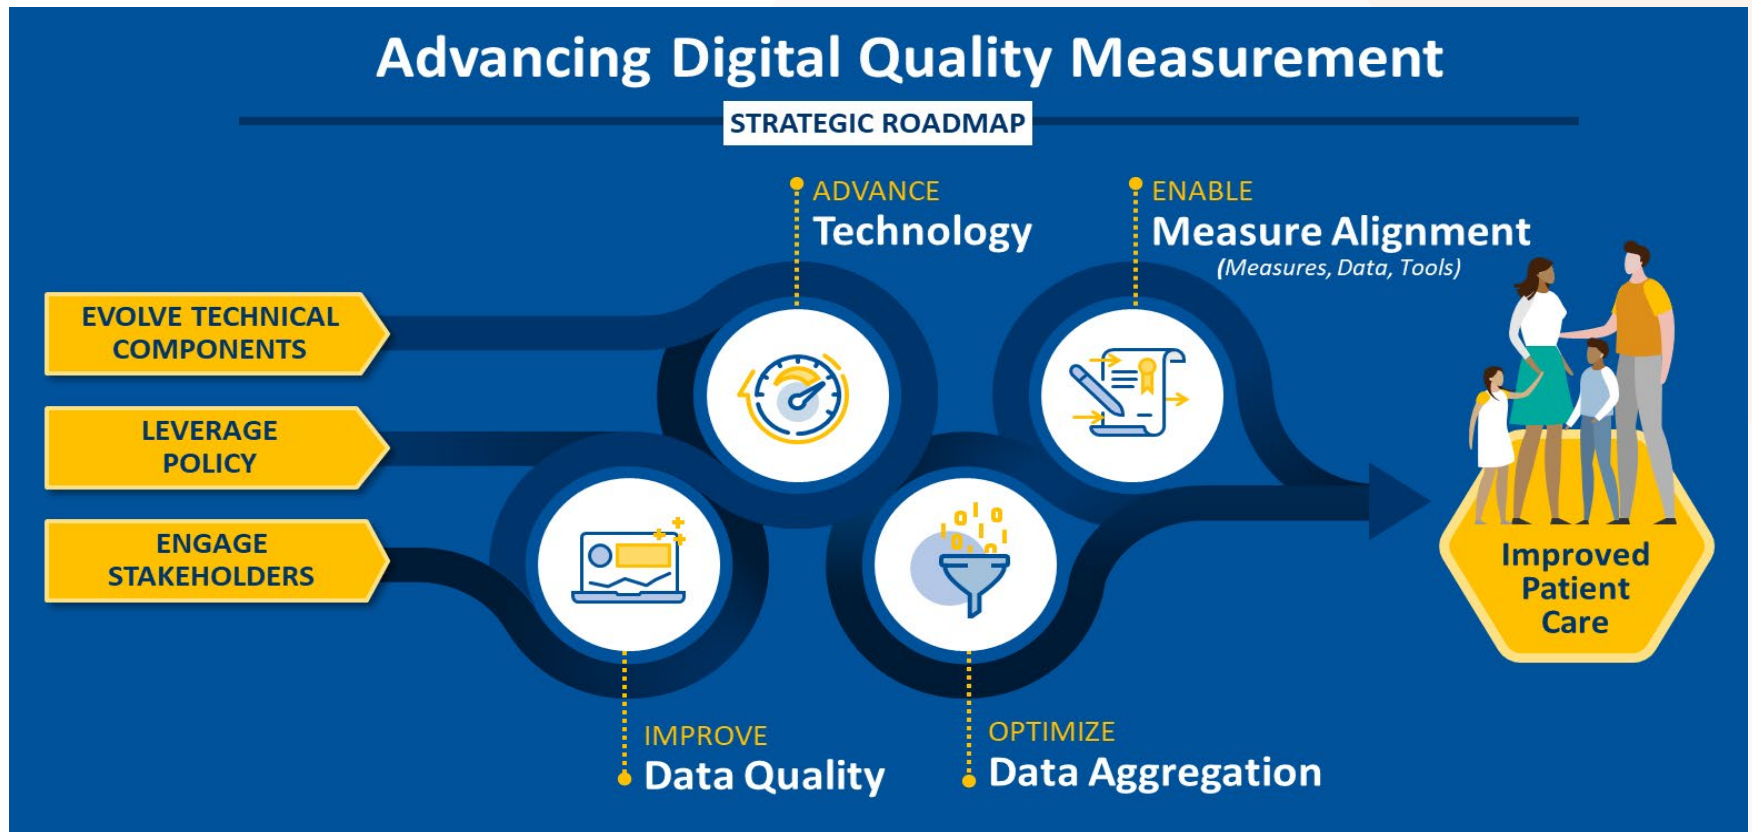 Advancing Digital Quality Measurement
STRATEGIC ROADMAP
ADVANCE
Technology
ENABLE
Measure Alignment
(Measures, Data, Tools)
EVOLVE TECHNICAL
COMPONENTS
LEVERAGE
POLICY
ENGAGE
STAKEHOLDERS
IMPROVE
Data Quality
OPTIMIZE
Data Aggregation
Improved
Patient
Care